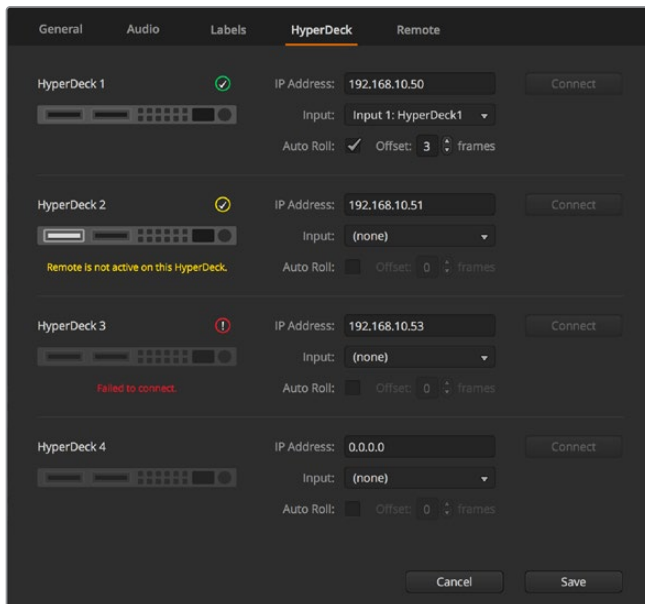 General Audio Labels HyperDeck Remote
HyperDeck 1 IP Address: 192.168.10.50 Connect
Input: Input 1: HyperDeck1
Auto Roll: Offset: 3 frames
HyperDeck 2 IP Address: 192.168.10.51 Connect
Input: (none)
Remote is not active on this HyperDeck. Auto Roll: Offset: 0 frames
HyperDeck 3 IP Address: 192.168.10.53 Connect
Input: (none)
Failed to connect. Auto Roll: Offset: 0 frames
HyperDeck 4 IP Address: 0.0.0.0 Connect
Input: (none)
Auto Roll: Offset: 0 frames
Cancel Save